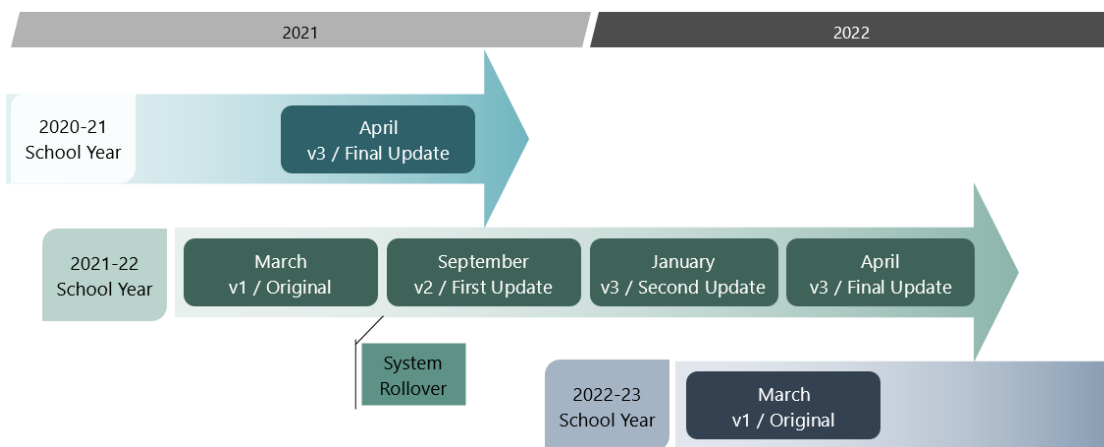 2021
2022
2020-21
School Year
April
v3 / Final Update
2021-22
School Year
March
v1 / Original
September
v2 / First Update
January
v3 / Second Update
April
v3 / Final Update
System
Rollover
2022-23
School Year
March
v1 / Original